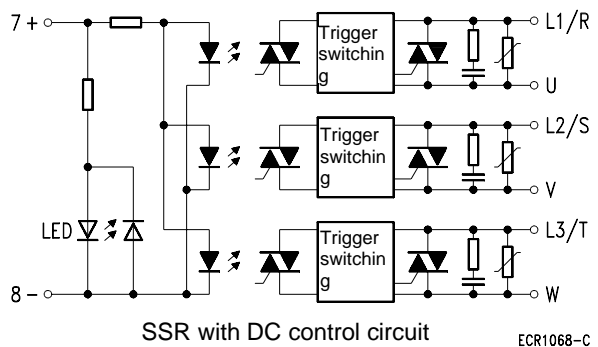 7+
L1/R
Trigger
switchin
g
U
L2/S
Trigger
switchin
g
V
LED
L3/T
Trigger
switchin
g
8-
W
SSR with DC control circuit
ECR1068-C